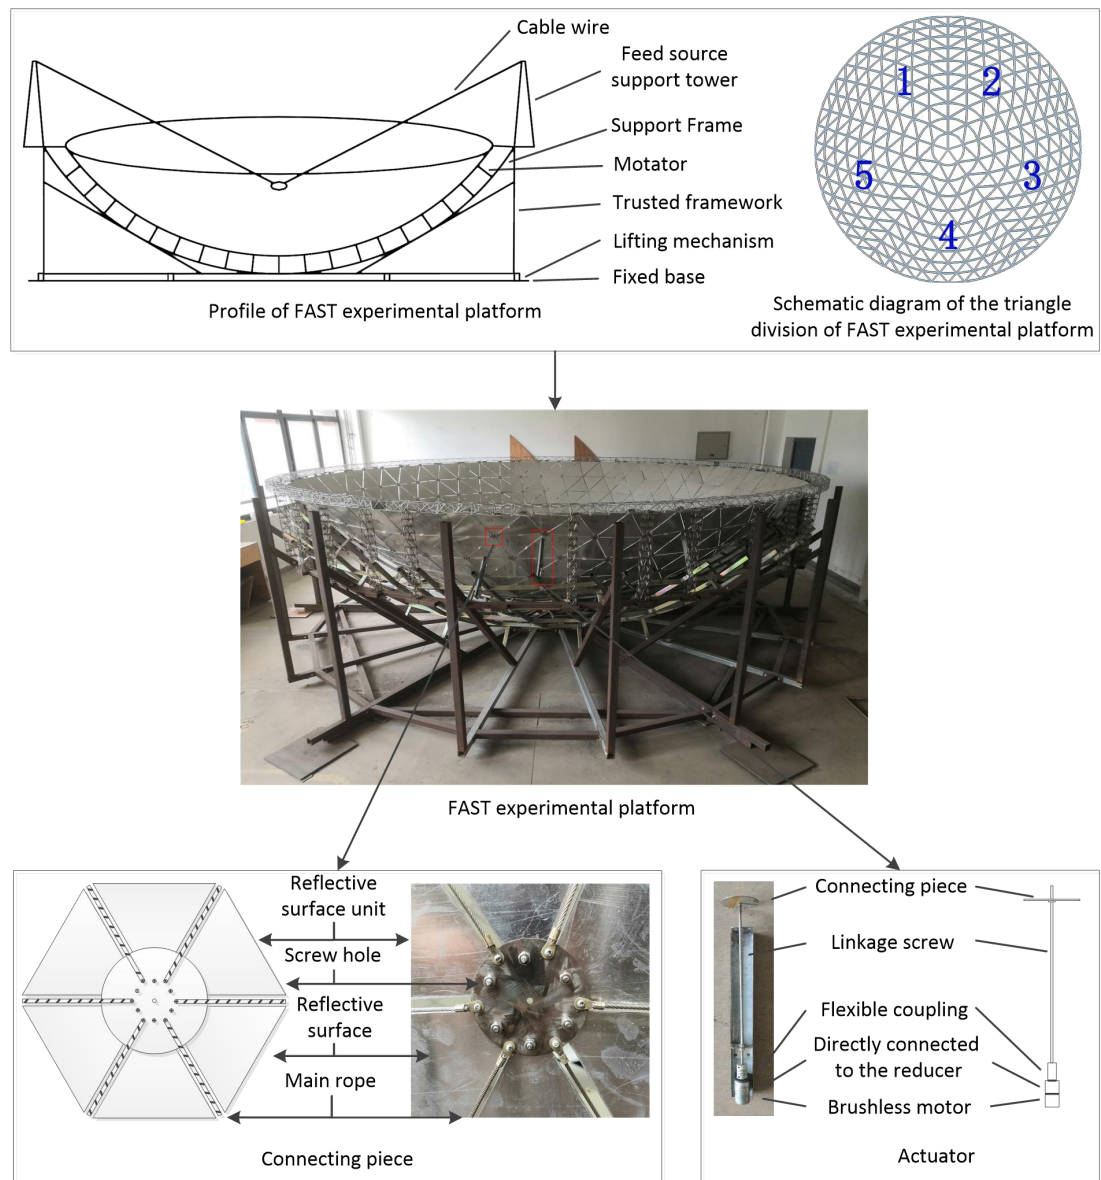 Cable wire
Feed source
support tower
Support Frame
Motator
Trusted framework
Lifting mechanism
Fixed base
Profile of FAST experimental platform
1
2
3
4
5
Schematic diagram of the triangle
division of FAST experimental platform
FAST experimental platform
Reflective
surface unit
Screw hole
Reflective
surface
Main rope
Connecting piece
Connecting piece
Linkage screw
Flexible coupling
Directly connected
to the reducer
Brushless motor
Actuator